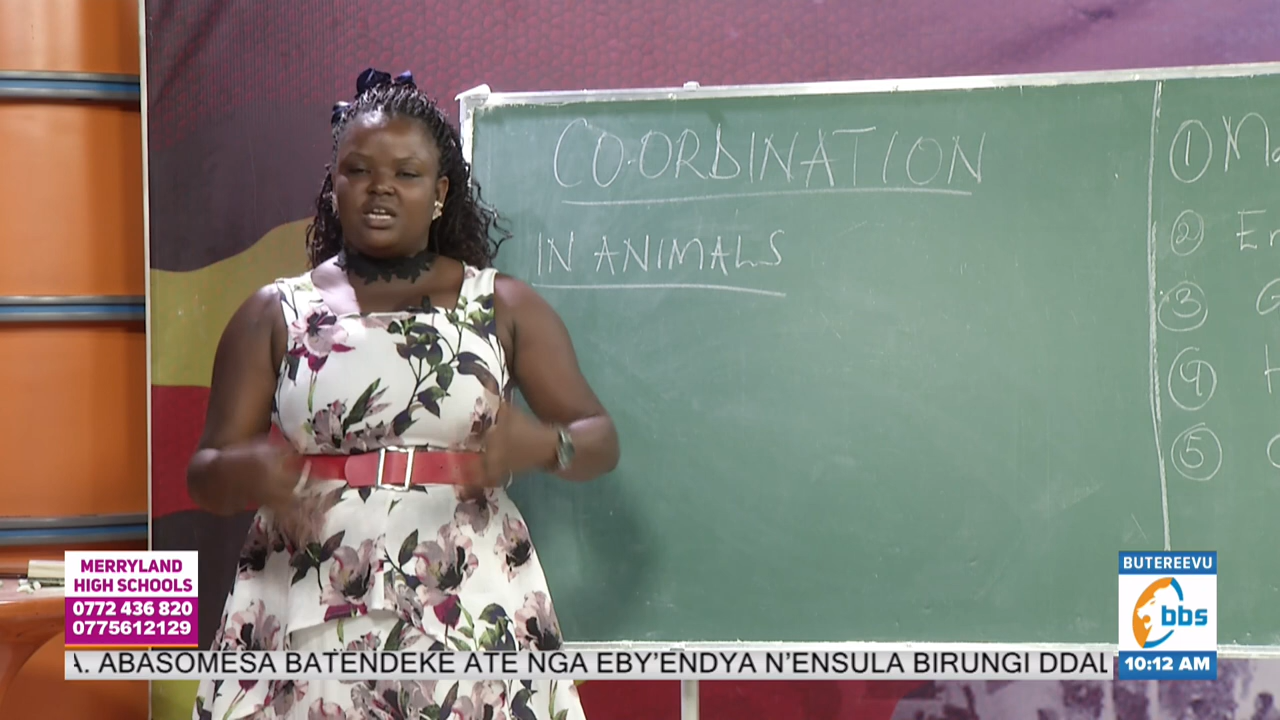 CO-ORDINATION
IN ANIMALS
①
②
③
④
⑤
MERRYLAND
HIGH SCHOOLS
0772 436 820
0775612129
BUTEREEVU
bbs
10:12 AM
. ABASOMESA BATENDEKE ATE NGA EBY’ENDYA N’ENSULA BIRUNGI